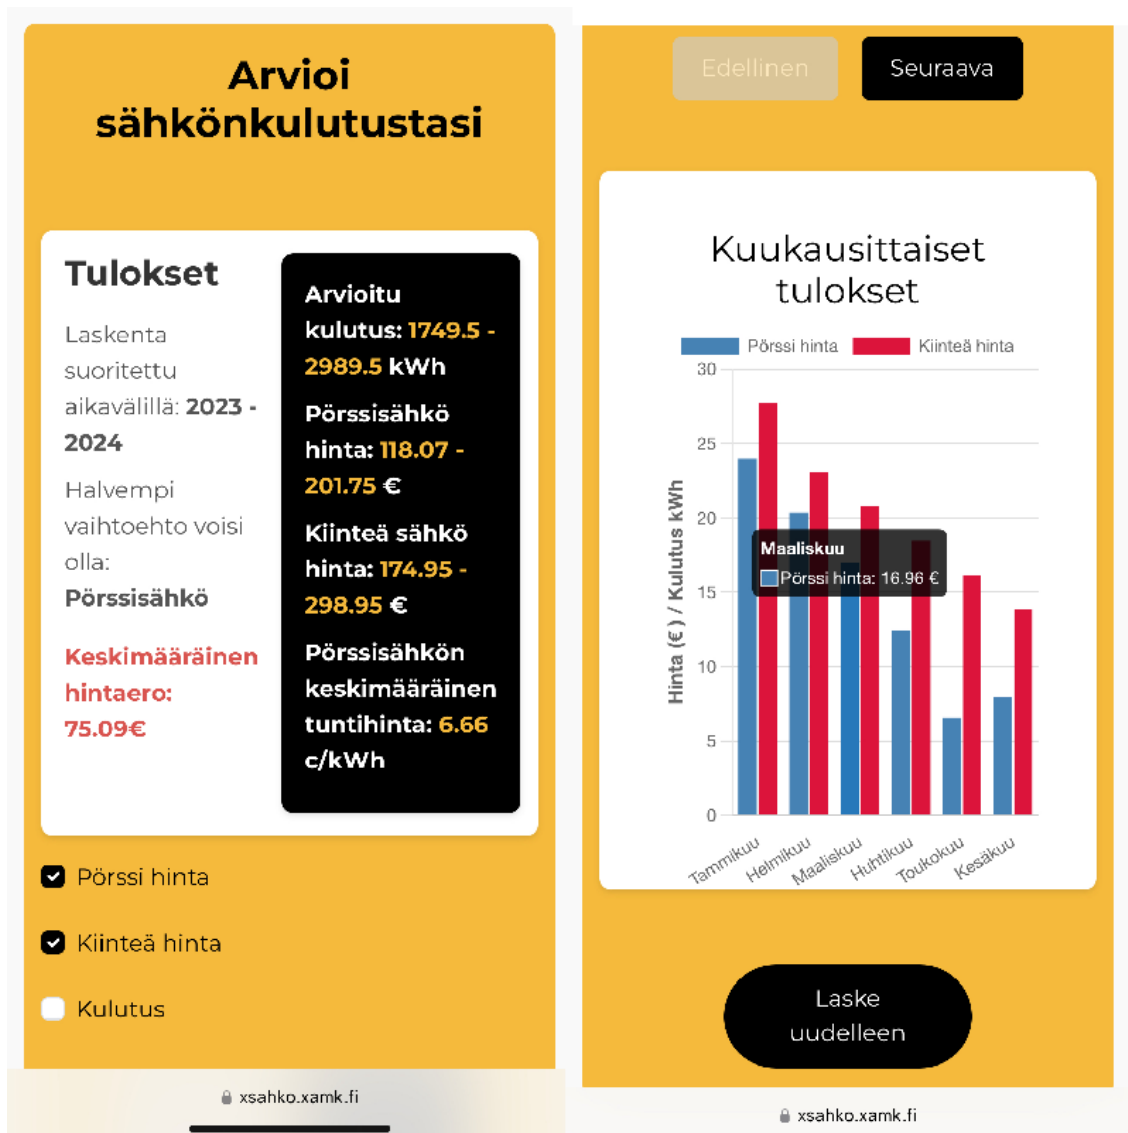 Arvioi
sähkönkulutustasi
Tulokset
Laskenta
suoritettu
aikavälillä: 2023 -
2024
Halvempi
vaihtoehto voisi
olla:
Pörssisähkö
Keskimääräinen
hintaero:
75.09€
Arvioitu
kulutus: 1749.5 -
2989.5 kWh
Pörssisähkö
hinta: 118.07 -
201.75 €
Kiinteä sähkö
hinta: 174.95 -
298.95 €
Pörssisähkön
keskimääräinen
tuntihinta: 6.66
c/kWh
Pörssi hinta
Kiinteä hinta
Kulutus
xsahko.xamk.fi
Edellinen
Seuraava
Kuukausittaiset
tulokset
Pörssi hinta
Kiinteä hinta
Hinta (€ ) / Kulutus kWh
30
25
20
15
10
5
0
Maaliskuu
Pörssi hinta: 16.96 €
Tammikuu
Helmikuu
Maaliskuu
Huhtikuu
Toukokuu
Kesäkuu
Laske
uudelleen
xsahko.xamk.fi